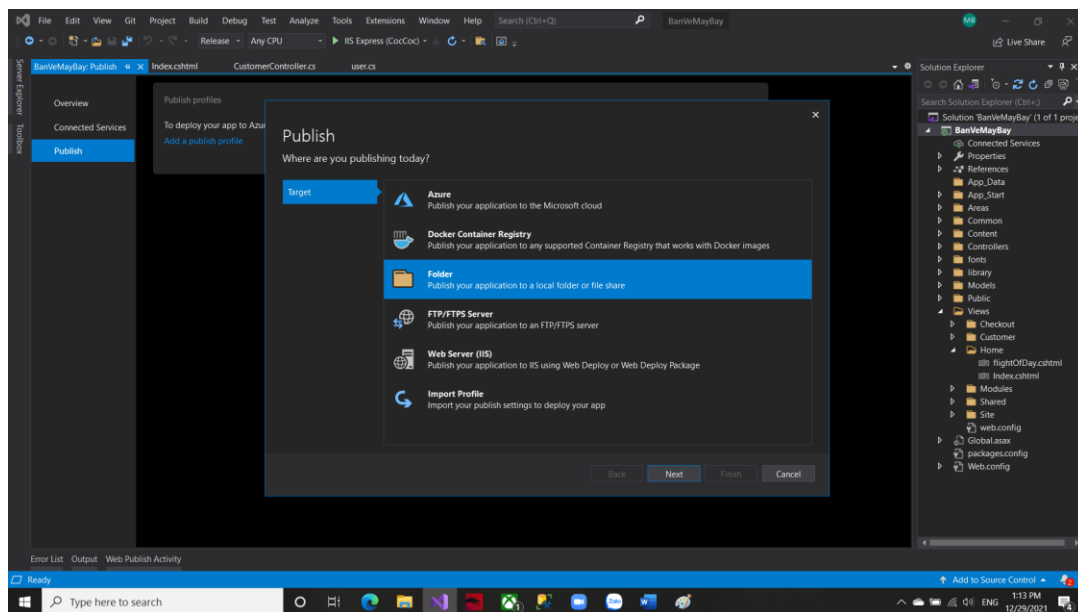 File Edit View Git Project Build Debug Test Analyze Tools Extensions Window Help Search (Ctrl+Q) BanVeMayBay MB
Release Any CPU IIS Express (CocCoc) Live Share
BanVeMayBay: Publish Index.cshtml CustomerController.cs user.cs
Server Explorer
Toolbox
Overview
Connected Services
Publish
Publish profiles
To deploy your app to Azu
Add a publish profile
Publish
Where are you publishing today?
Target
Azure
Publish your application to the Microsoft cloud
Docker Container Registry
Publish your application to any supported Container Registry that works with Docker images
Folder
Publish your application to a local folder or file share
FTP/FTPS Server
Publish your application to an FTP/FTPS server
Web Server (IIS)
Publish your application to IIS using Web Deploy or Web Deploy Package
Import Profile
Import your publish settings to deploy your app
Back Next Finish Cancel
Solution Explorer
Search Solution Explorer (Ctrl+;)
Solution 'BanVeMayBay' (1 of 1 proje
BanVeMayBay
Connected Services
Properties
References
App_Data
App_Start
Areas
Common
Content
Controllers
fonts
library
Models
Public
Views
Checkout
Customer
Home
flightOfDay.cshtml
Index.cshtml
Modules
Shared
Site
web.config
Global.asax
packages.config
Web.config
Error List Output Web Publish Activity
Ready Add to Source Control 2
Type here to search Zalo ENG 1:13 PM
12/29/2021